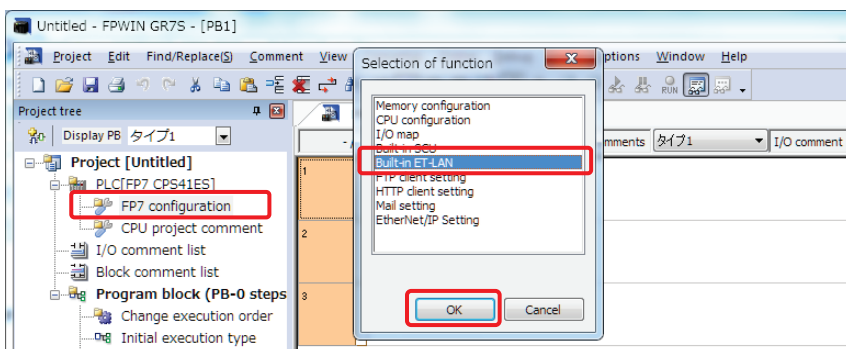 Untitled - FPWIN GR7S - [PB1]
Project Edit Find/Replace(S) Comment View ptions Window Help
Selection of function
RUN
Project tree
Display PB タイプ1
mments タイプ1 I/O comment
Memory configuration
CPU configuration
I/O map
Built-in SCU
Built-in ET-LAN
FTP client setting
HTTP client setting
Mail setting
EtherNet/IP Setting
Project [Untitled]
PLC[FP7 CPS41ES]
FP7 configuration
CPU project comment
I/O comment list
Block comment list
Program block (PB-0 steps
Change execution order
Initial execution type
1
2
3
OK Cancel